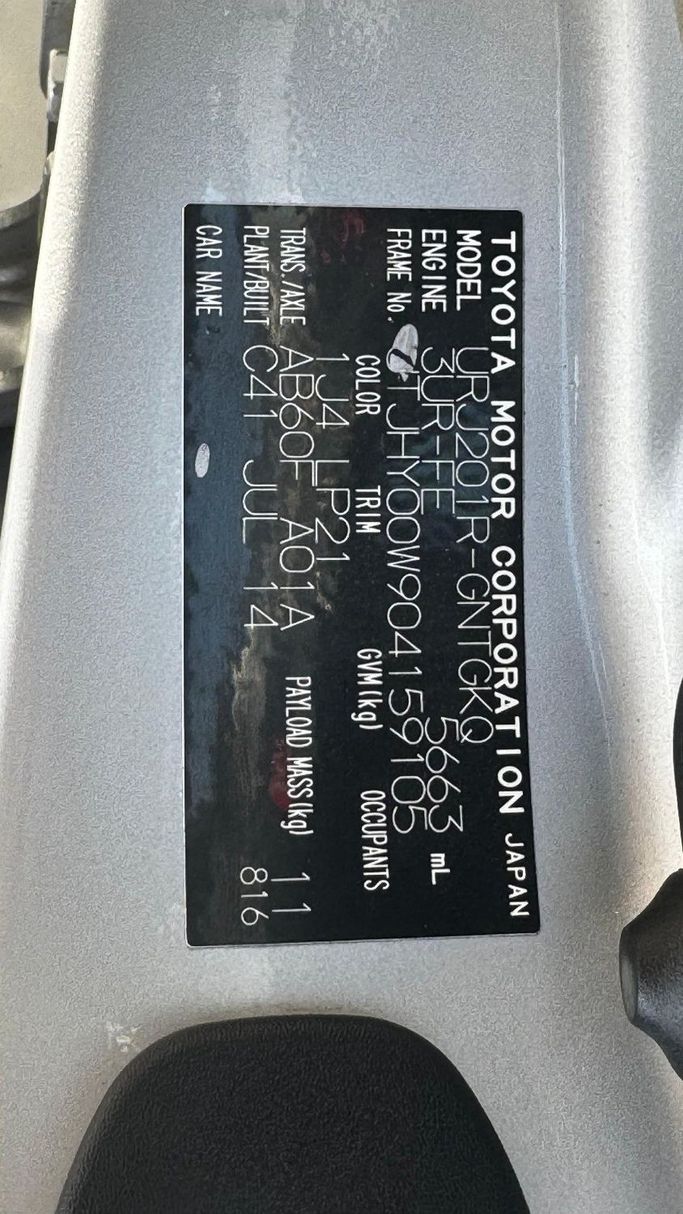 TOYOTA MOTOR CORPORATION JAPAN
MODEL URJ201R-GNTGKQ
ENGINE 3UR-FE 5663 mL
FRAME No. JTJHY00W904159105
COLOR TRIM GVM(kg) OCCUPANTS
1J4 LP21
TRANS./AXLE AB60F A01A PAYLOAD MASS(kg) 11
PLANT/BUILT C41 JUL 14 816
CAR NAME